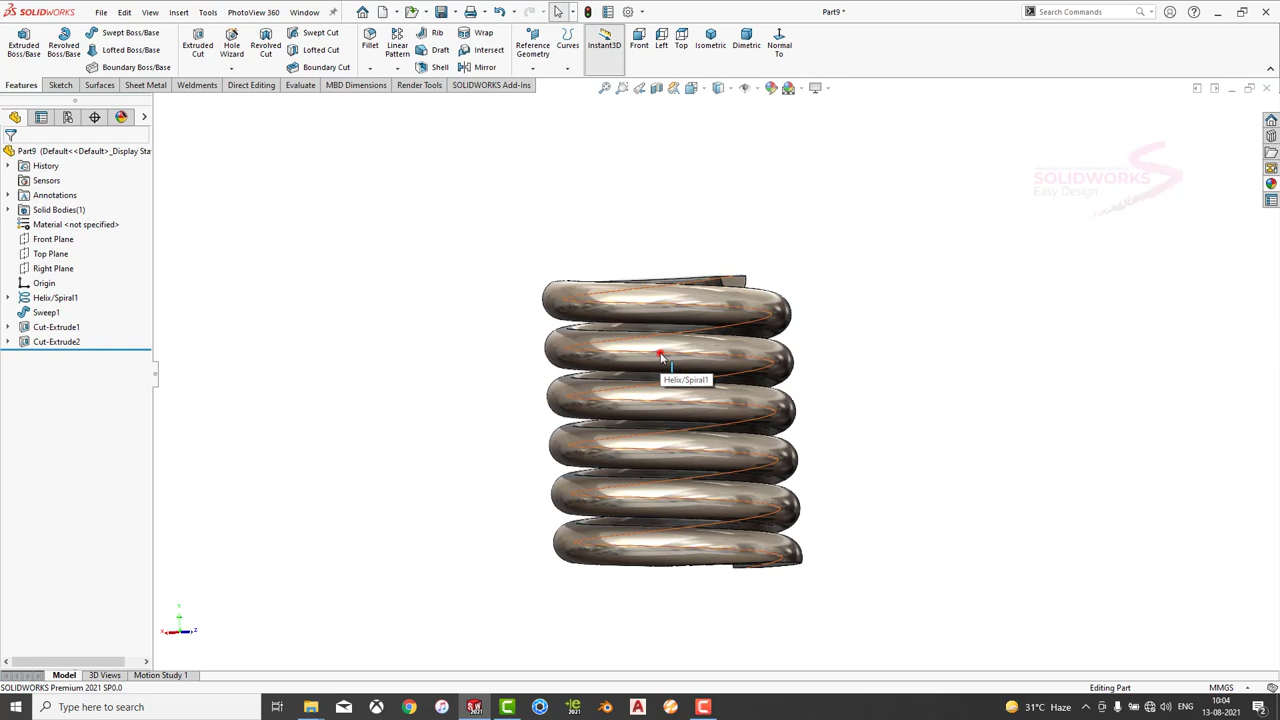 SOLIDWORKS
File Edit View Insert Tools PhotoView 360 Window
Part9 *
Search Commands
Extruded Boss/Base
Revolved Boss/Base
Swept Boss/Base
Lofted Boss/Base
Boundary Boss/Base
Extruded Cut
Hole Wizard
Revolved Cut
Swept Cut
Lofted Cut
Boundary Cut
Fillet
Linear Pattern
Rib
Draft
Shell
Wrap
Intersect
Mirror
Reference Geometry
Curves
Instant3D
Front
Left
Top
Isometric
Dimetric
Normal To
Features Sketch Surfaces Sheet Metal Weldments Direct Editing Evaluate MBD Dimensions Render Tools SOLIDWORKS Add-Ins
Part9 (Default<<Default>_Display Sta
History
Sensors
Annotations
Solid Bodies(1)
Material <not specified>
Front Plane
Top Plane
Right Plane
Origin
Helix/Spiral1
Sweep1
Cut-Extrude1
Cut-Extrude2
SOLIDWORKS
Easy Design
Helix/Spiral1
Y
X
Z
Model 3D Views Motion Study 1
SOLIDWORKS Premium 2021 SP0.0
Editing Part
MMGS
Type here to search
31°C Haze
ENG
10:04
13-08-2021